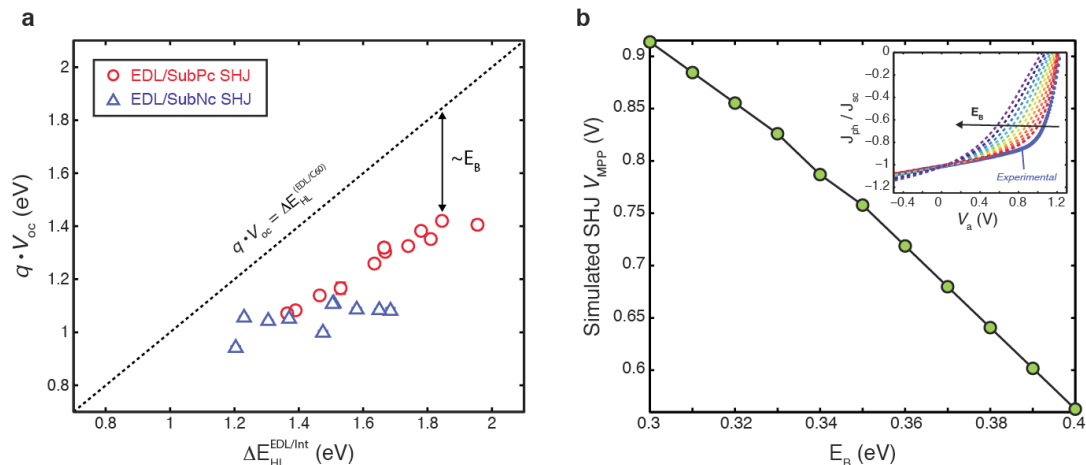 a
EDL/SubPc SHJ
EDL/SubNc SHJ
q • V_oc = ΔE_HL^(EDL/C60)
~E_B
q • V_oc (eV)
2
1.8
1.6
1.4
1.2
1
0.8
0.8 1 1.2 1.4 1.6 1.8 2
ΔE_HL^EDL/Int (eV)
b
Simulated SHJ V_MPP (V)
0.9
0.85
0.8
0.75
0.7
0.65
0.6
0.3 0.32 0.34 0.36 0.38 0.4
E_B (eV)
J_ph / J_sc
0
−0.2
−0.4
−0.6
−0.8
−1
−1.2
E_B
Experimental
−0.4 0 0.4 0.8 1.2
V_a (V)